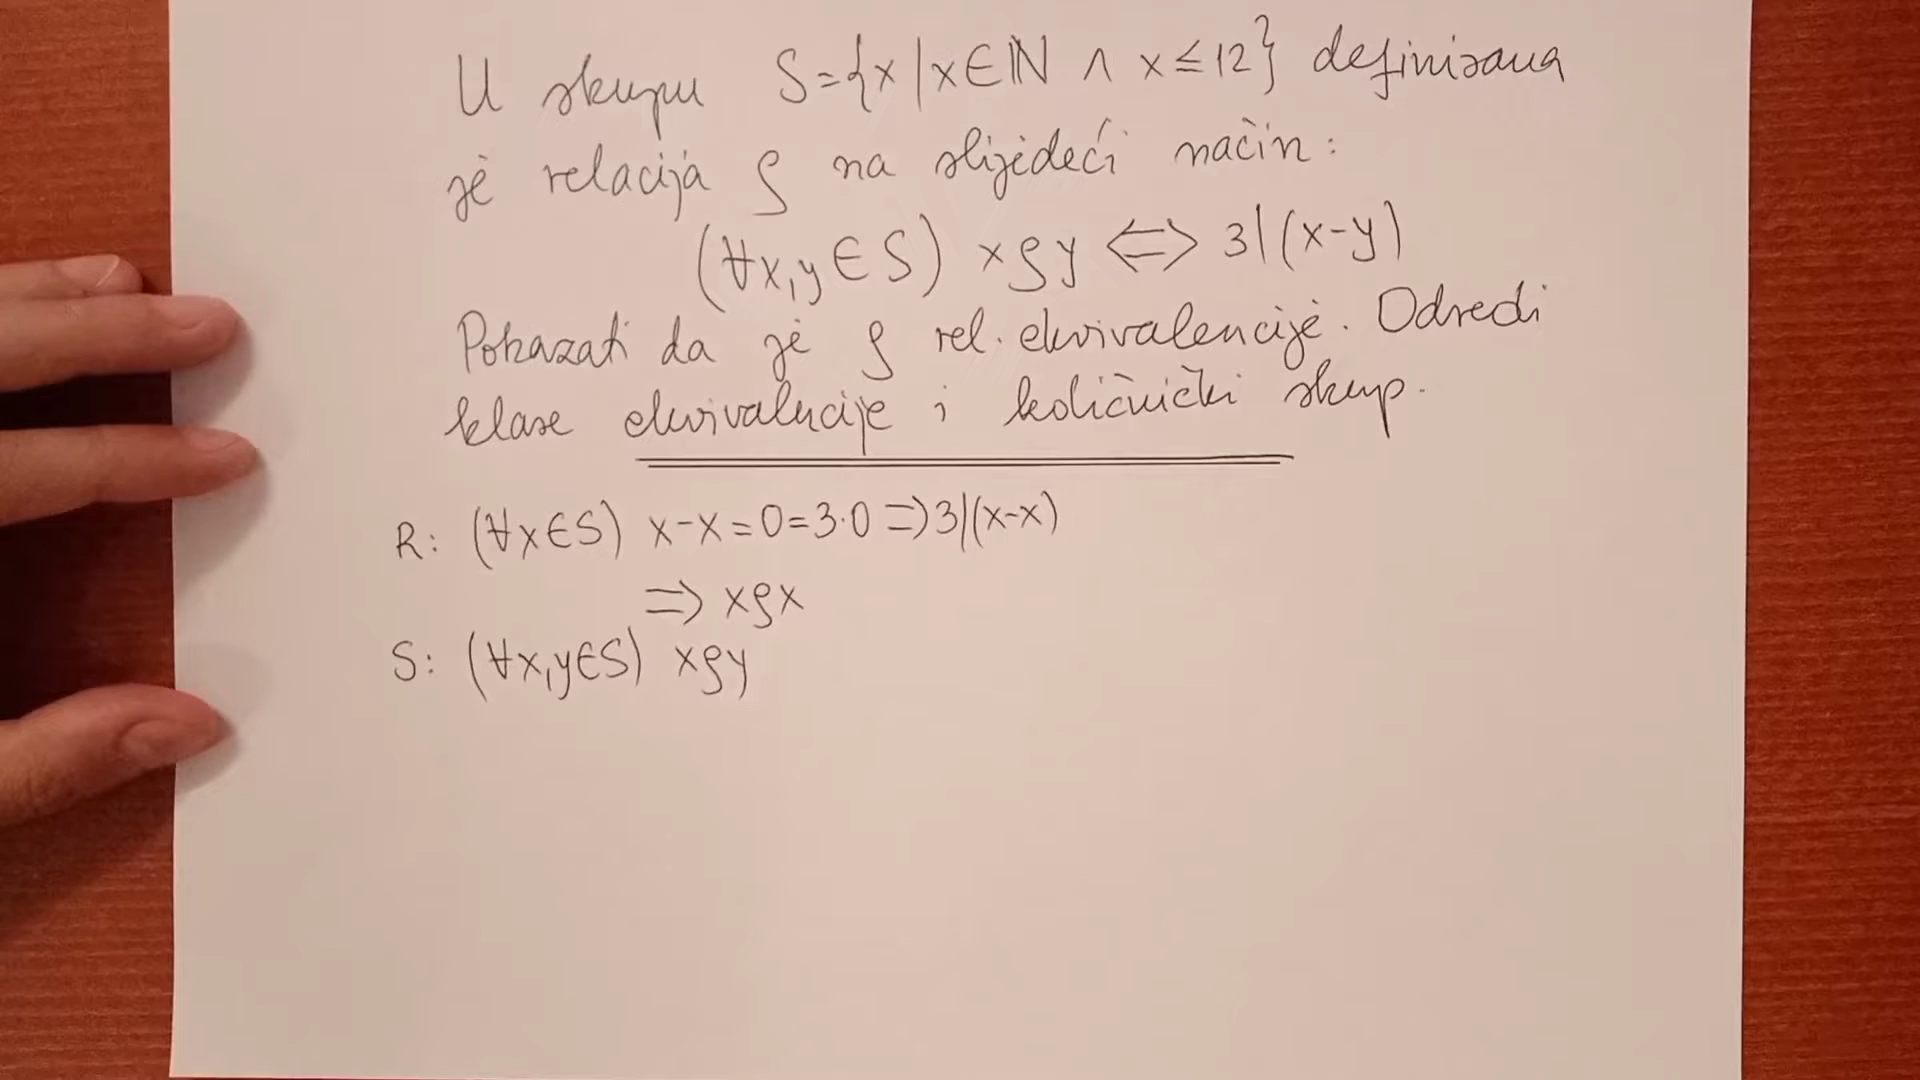 U skupu S={x|x∈ℕ ∧ x≤12} definisana
je relacija ρ na slijedeći način:
(∀x,y∈S) xρy ⇔ 3|(x-y)
Pokazati da je ρ rel. ekvivalencije. Odredi
klase ekvivalencije i količnički skup.
R: (∀x∈S) x-x=0=3·0⇒3|(x-x)
⇒ xρx
S: (∀x,y∈S) xρy